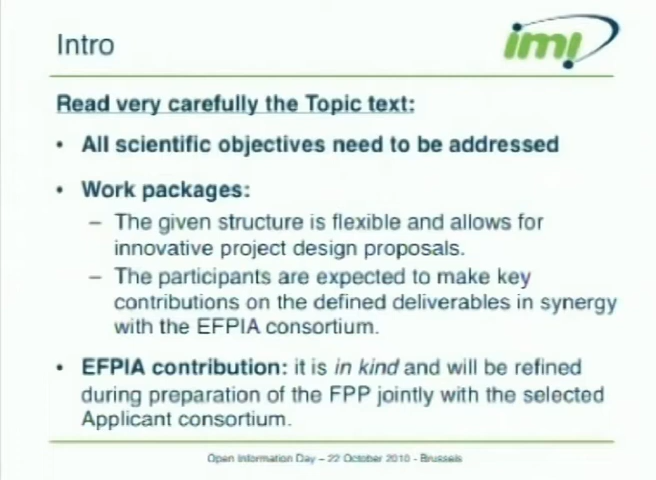 Intro
imi
Read very carefully the Topic text:
• All scientific objectives need to be addressed
• Work packages:
– The given structure is flexible and allows for
innovative project design proposals.
– The participants are expected to make key
contributions on the defined deliverables in synergy
with the EFPIA consortium.
• EFPIA contribution: it is in kind and will be refined
during preparation of the FPP jointly with the selected
Applicant consortium.
Open Information Day – 22 October 2010 - Brussels